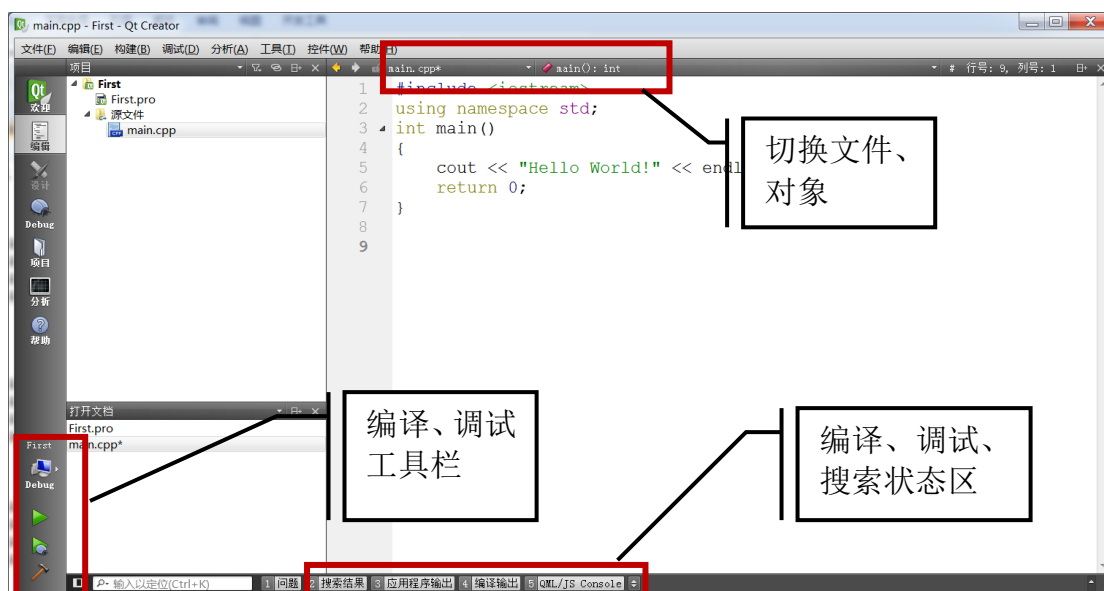 main.cpp - First - Qt Creator
文件(F) 编辑(E) 构建(B) 调试(D) 分析(A) 工具(T) 控件(W) 帮助(H)
项目
main.cpp*
main(): int
# 行号: 9, 列号: 1
Qt
欢迎
编辑
设计
Debug
项目
分析
帮助
First
First.pro
源文件
main.cpp
1 #include <iostream>
2 using namespace std;
3 int main()
4 {
5 cout << "Hello World!" << endl
6 return 0;
7 }
8
9
切换文件、
对象
打开文档
First.pro
main.cpp*
First
Debug
编译、调试
工具栏
编译、调试、
搜索状态区
输入以定位(Ctrl+K)
1 问题 2 搜索结果 3 应用程序输出 4 编译输出 5 QML/JS Console